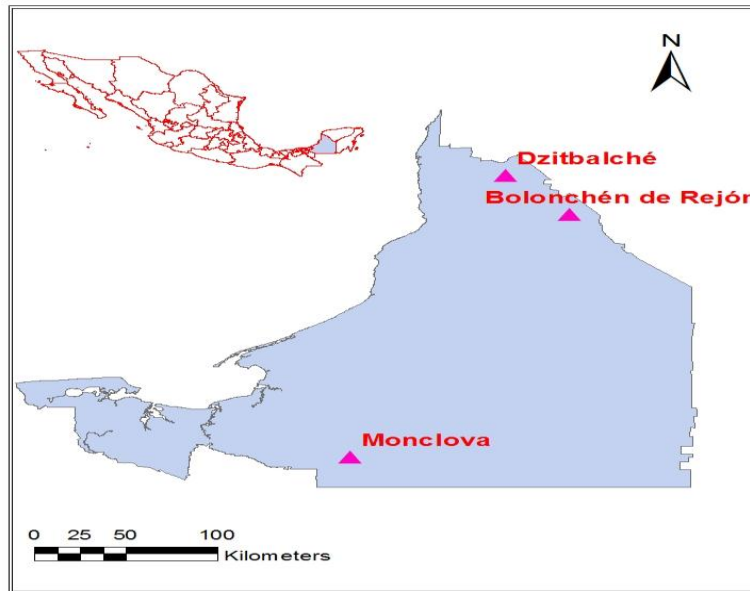 N
Dzitbalché
Bolonchén de Rejón
Monclova
0 25 50 100
Kilometers